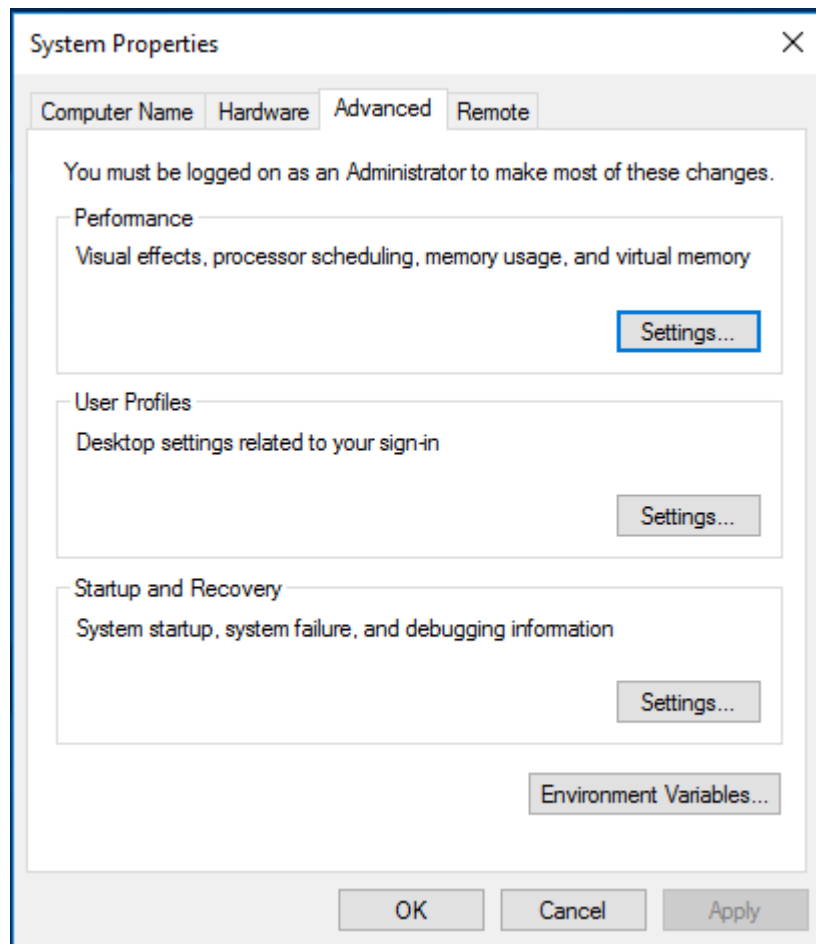 System Properties
Computer Name Hardware Advanced Remote
You must be logged on as an Administrator to make most of these changes.
Performance
Visual effects, processor scheduling, memory usage, and virtual memory
Settings...
User Profiles
Desktop settings related to your sign-in
Settings...
Startup and Recovery
System startup, system failure, and debugging information
Settings...
Environment Variables...
OK Cancel Apply